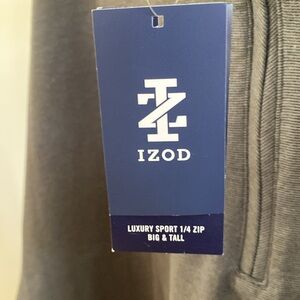 IZOD
LUXURY SPORT 1/4 ZIP
BIG & TALL